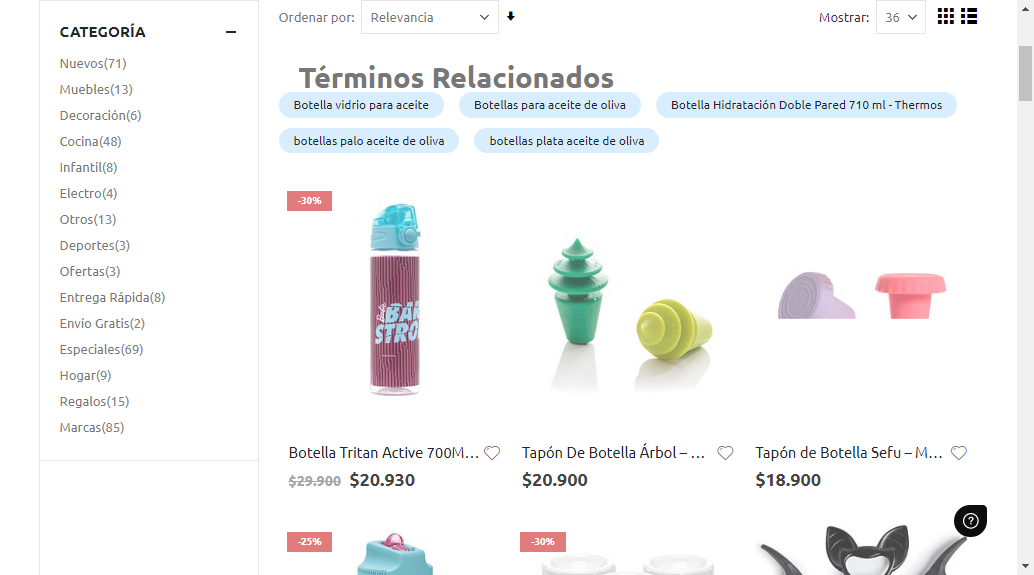 Ordenar por: Relevancia
Mostrar: 36
CATEGORÍA
Nuevos(71)
Muebles(13)
Decoración(6)
Cocina(48)
Infantil(8)
Electro(4)
Otros(13)
Deportes(3)
Ofertas(3)
Entrega Rápida(8)
Envío Gratis(2)
Especiales(69)
Hogar(9)
Regalos(15)
Marcas(85)
Términos Relacionados
Botella vidrio para aceite
Botellas para aceite de oliva
Botella Hidratación Doble Pared 710 ml - Thermos
botellas palo aceite de oliva
botellas plata aceite de oliva
-30%
Botella Tritan Active 700M...
$29.900 $20.930
Tapón De Botella Árbol – ...
$20.900
Tapón de Botella Sefu – M...
$18.900
-25%
-30%